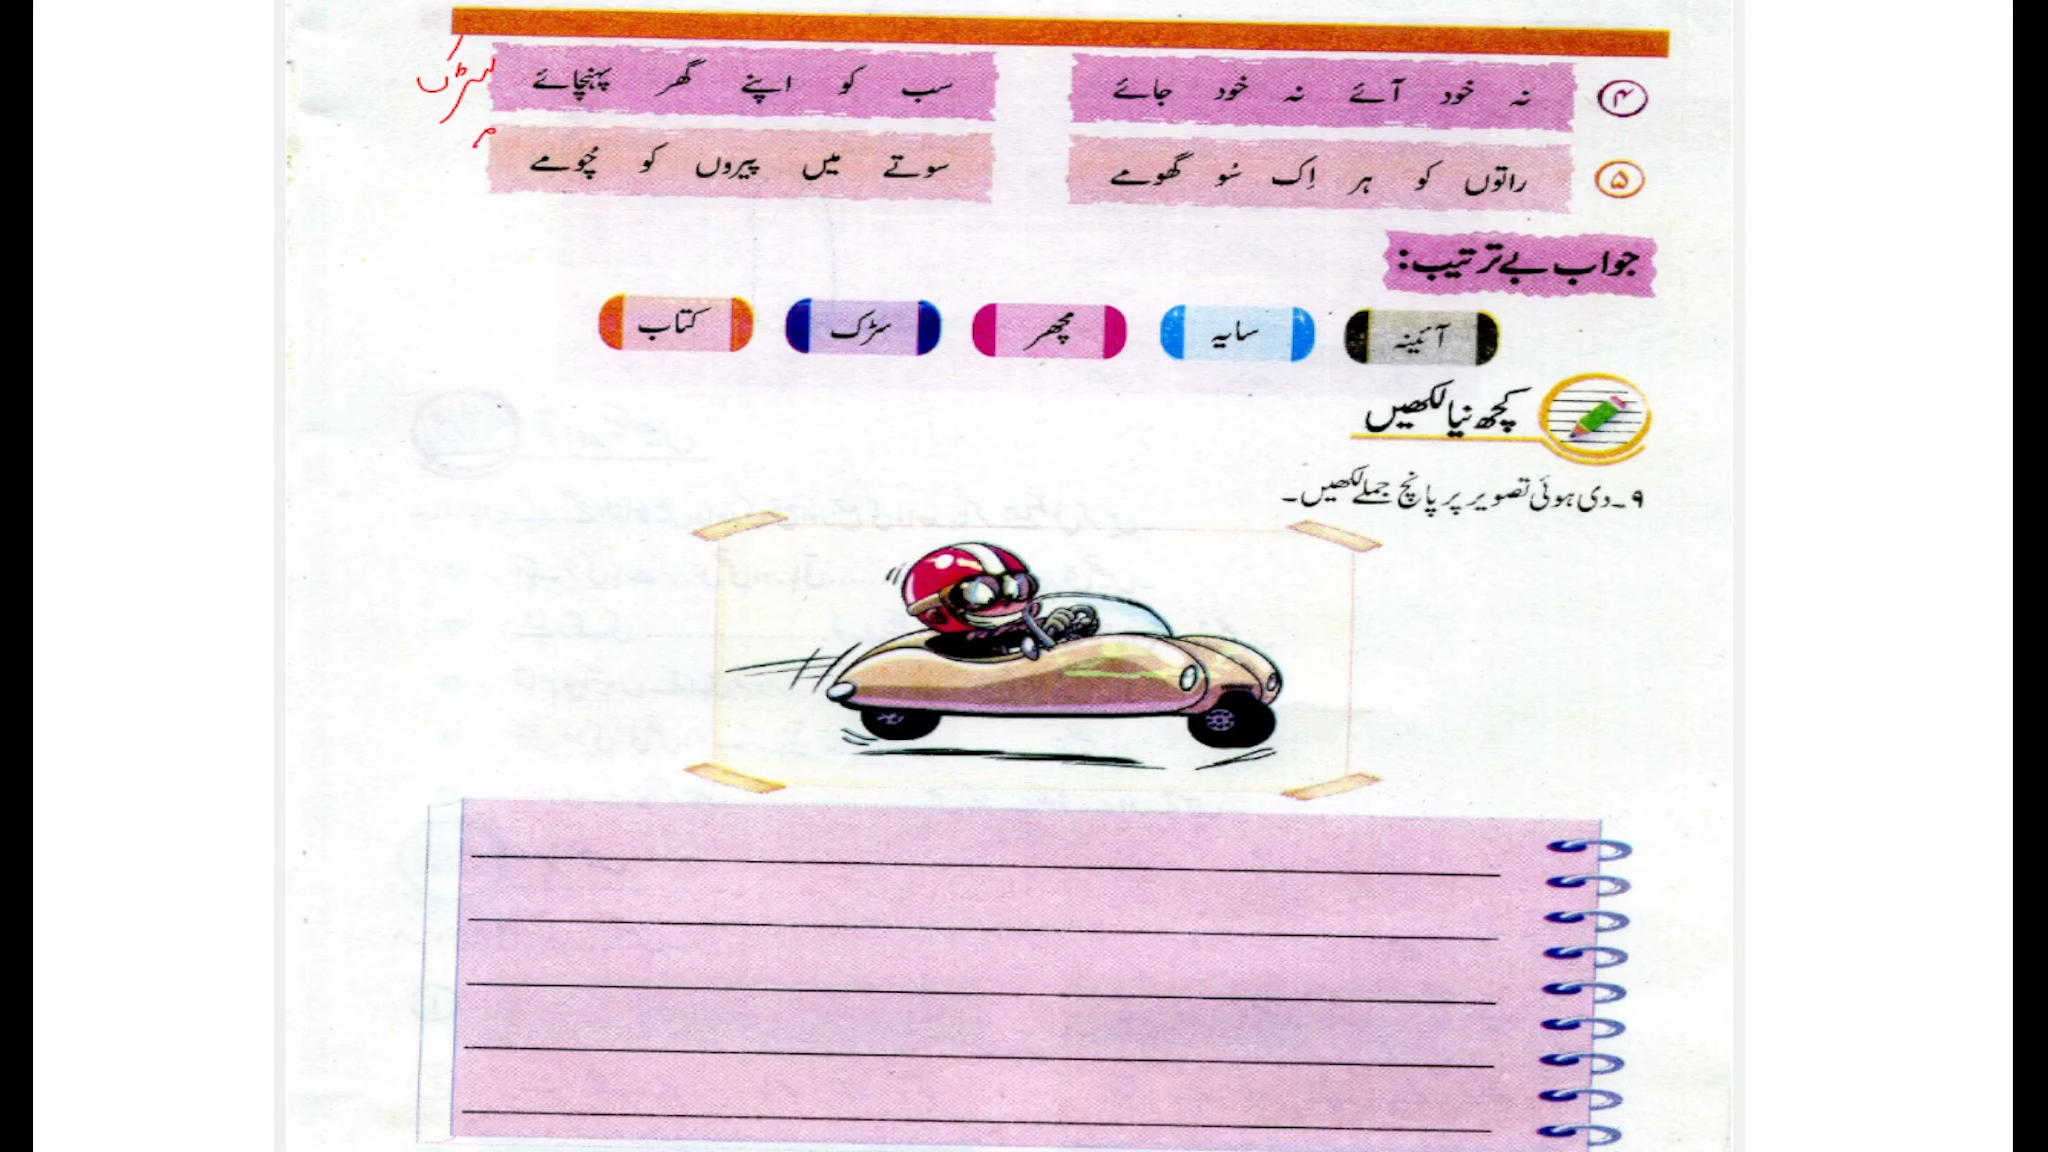 ۴ نہ خود آئے نہ خود جائے سب کو اپنے گھر پہنچائے سڑک
۵ راتوں کو ہر اِک سُو گھومے سوتے میں پیروں کو چُومے
جواب بے ترتیب:
آئینہ سایہ مچھر سڑک کتاب
کچھ نیا لکھیں
۹۔ دی ہوئی تصویر پر پانچ جملے لکھیں۔